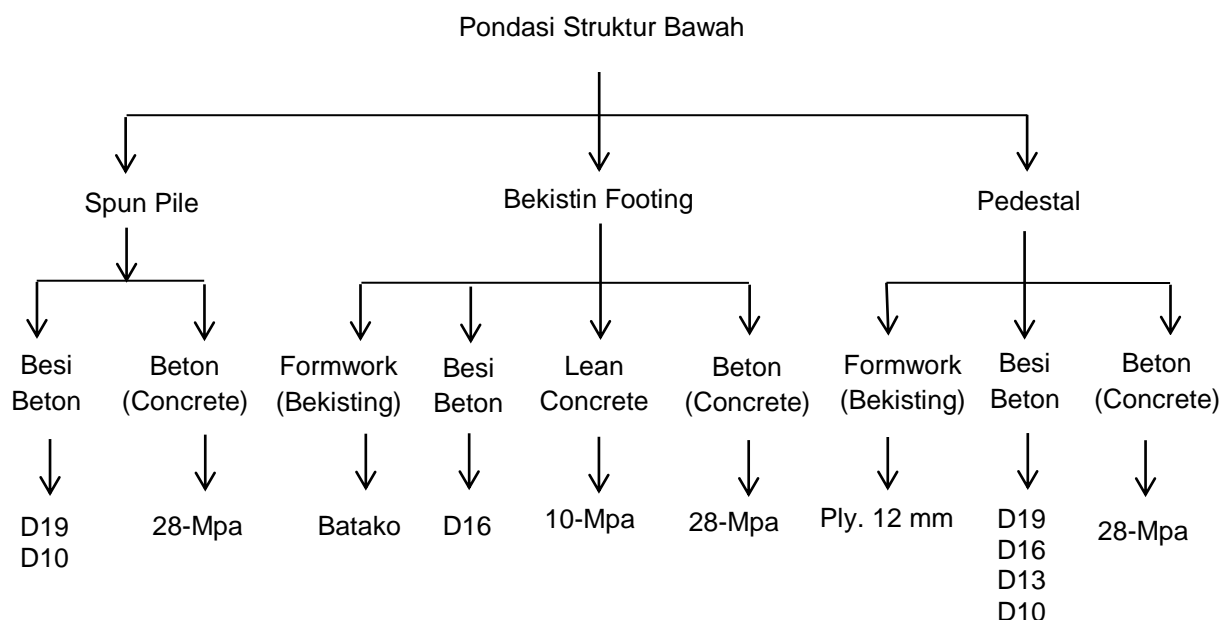 Pondasi Struktur Bawah
Spun Pile
Bekistin Footing
Pedestal
Besi
Beton
Beton
(Concrete)
Formwork
(Bekisting)
Besi
Beton
Lean
Concrete
Beton
(Concrete)
Formwork
(Bekisting)
Besi
Beton
Beton
(Concrete)
D19
D10
28-Mpa
Batako
D16
10-Mpa
28-Mpa
Ply. 12 mm
D19
D16
D13
D10
28-Mpa